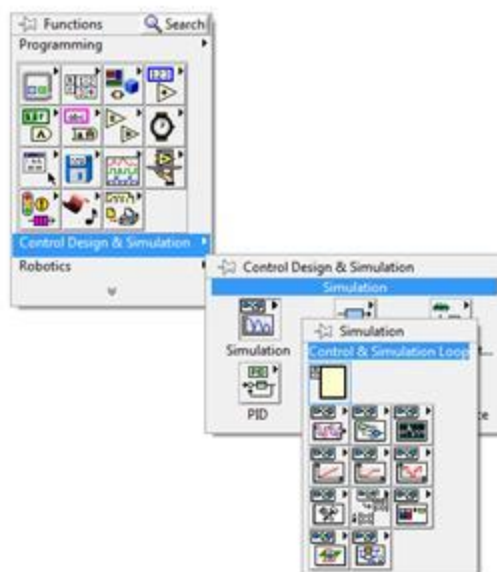 Functions
Search
Programming
Control Design & Simulation
Robotics
Control Design & Simulation
Simulation
Simulation
PID
Simulation
Control & Simulation Loop